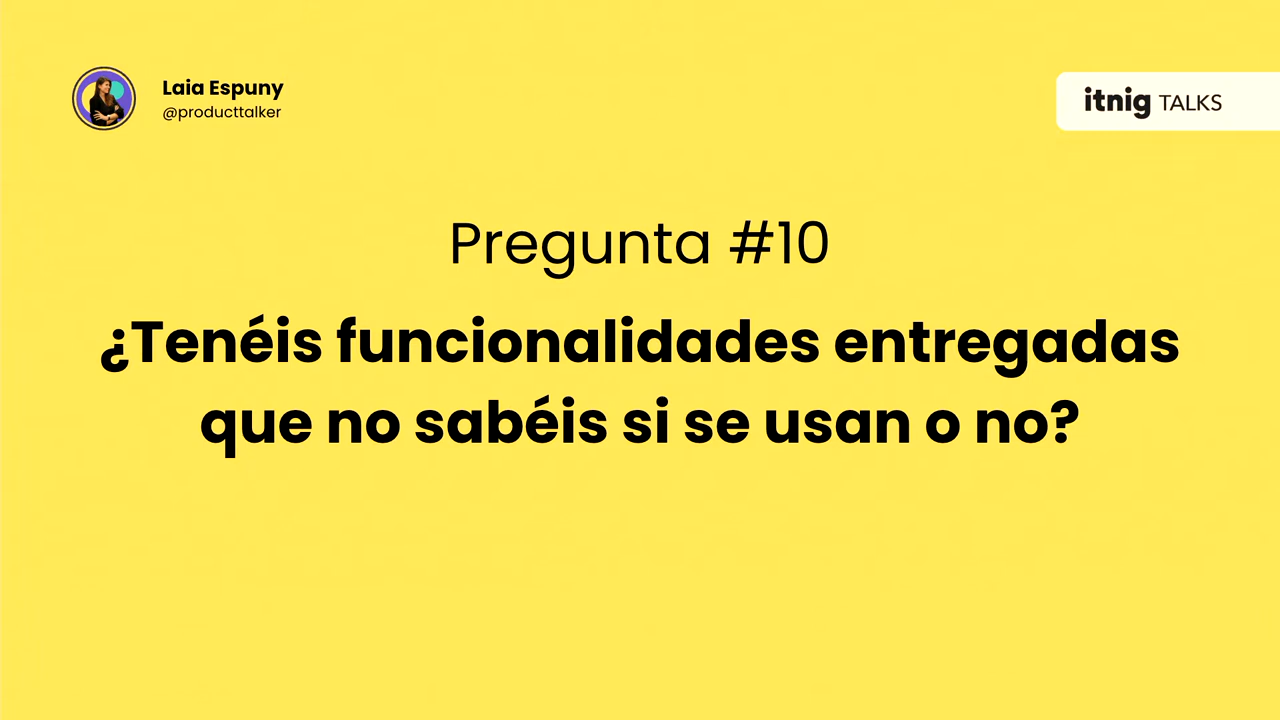 Laia Espuny
@producttalker
itnig TALKS
Pregunta #10
¿Tenéis funcionalidades entregadas
que no sabéis si se usan o no?